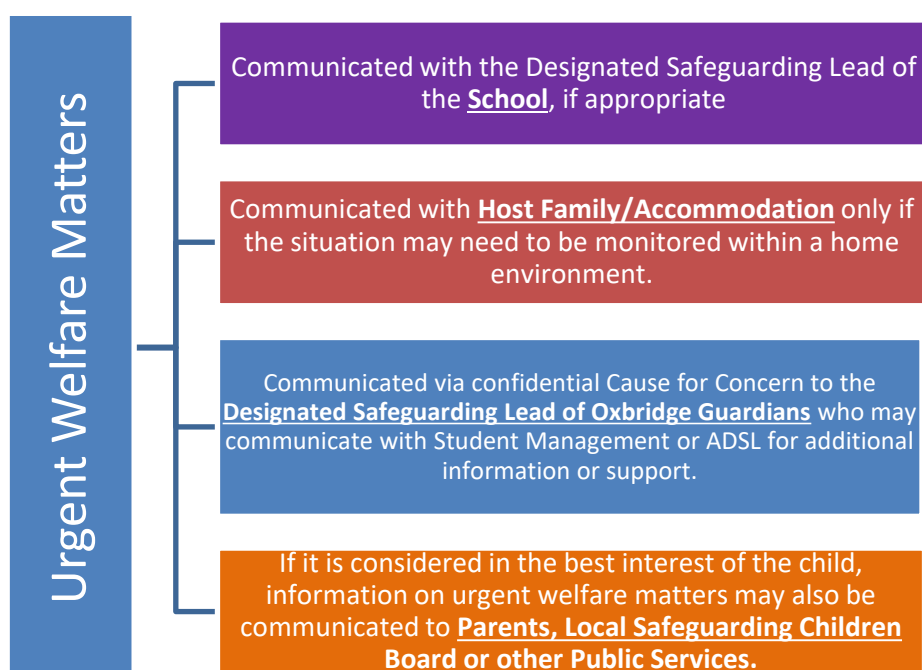 Urgent Welfare Matters
Communicated with the Designated Safeguarding Lead of
the School, if appropriate
Communicated with Host Family/Accommodation only if
the situation may need to be monitored within a home
environment.
Communicated via confidential Cause for Concern to the
Designated Safeguarding Lead of Oxbridge Guardians who may
communicate with Student Management or ADSL for additional
information or support.
If it is considered in the best interest of the child,
information on urgent welfare matters may also be
communicated to Parents, Local Safeguarding Children
Board or other Public Services.